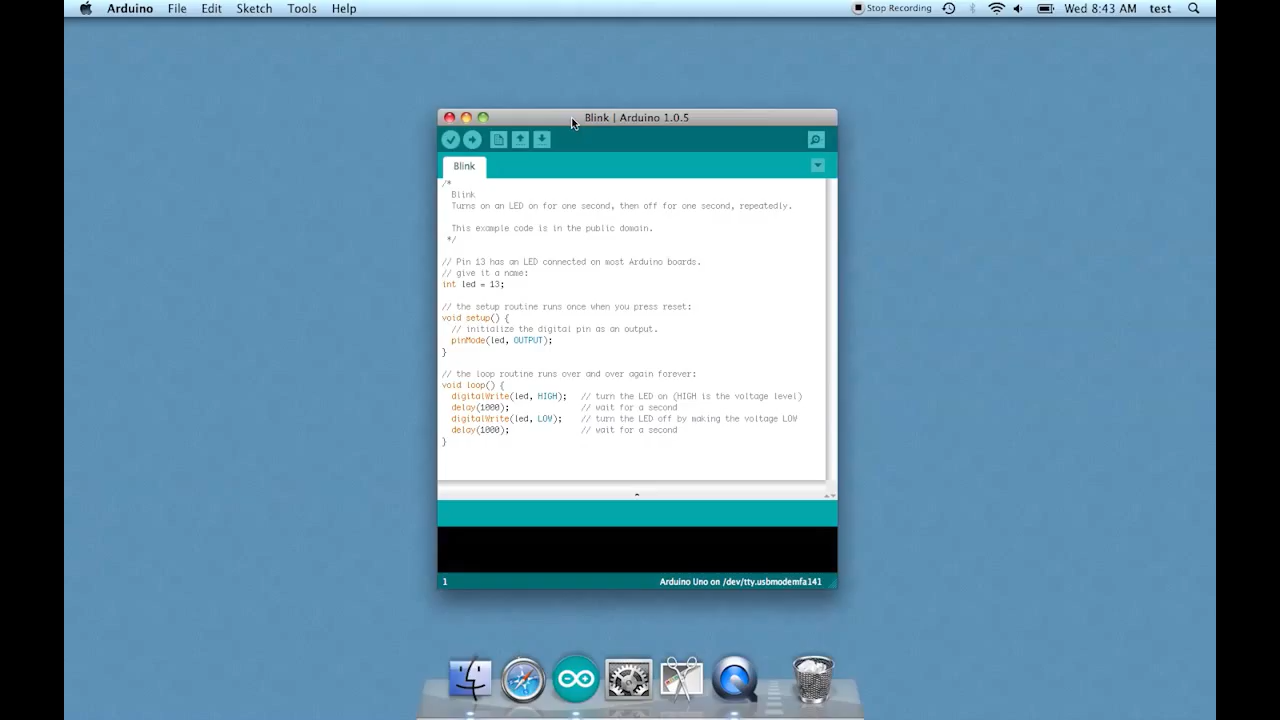 Arduino File Edit Sketch Tools Help Stop Recording Wed 8:43 AM test
Blink | Arduino 1.0.5
Blink
/*
Blink
Turns on an LED on for one second, then off for one second, repeatedly.
This example code is in the public domain.
*/
// Pin 13 has an LED connected on most Arduino boards.
// give it a name:
int led = 13;
// the setup routine runs once when you press reset:
void setup() {
// initialize the digital pin as an output.
pinMode(led, OUTPUT);
}
// the loop routine runs over and over again forever:
void loop() {
digitalWrite(led, HIGH); // turn the LED on (HIGH is the voltage level)
delay(1000); // wait for a second
digitalWrite(led, LOW); // turn the LED off by making the voltage LOW
delay(1000); // wait for a second
}
1 Arduino Uno on /dev/tty.usbmodemfa141